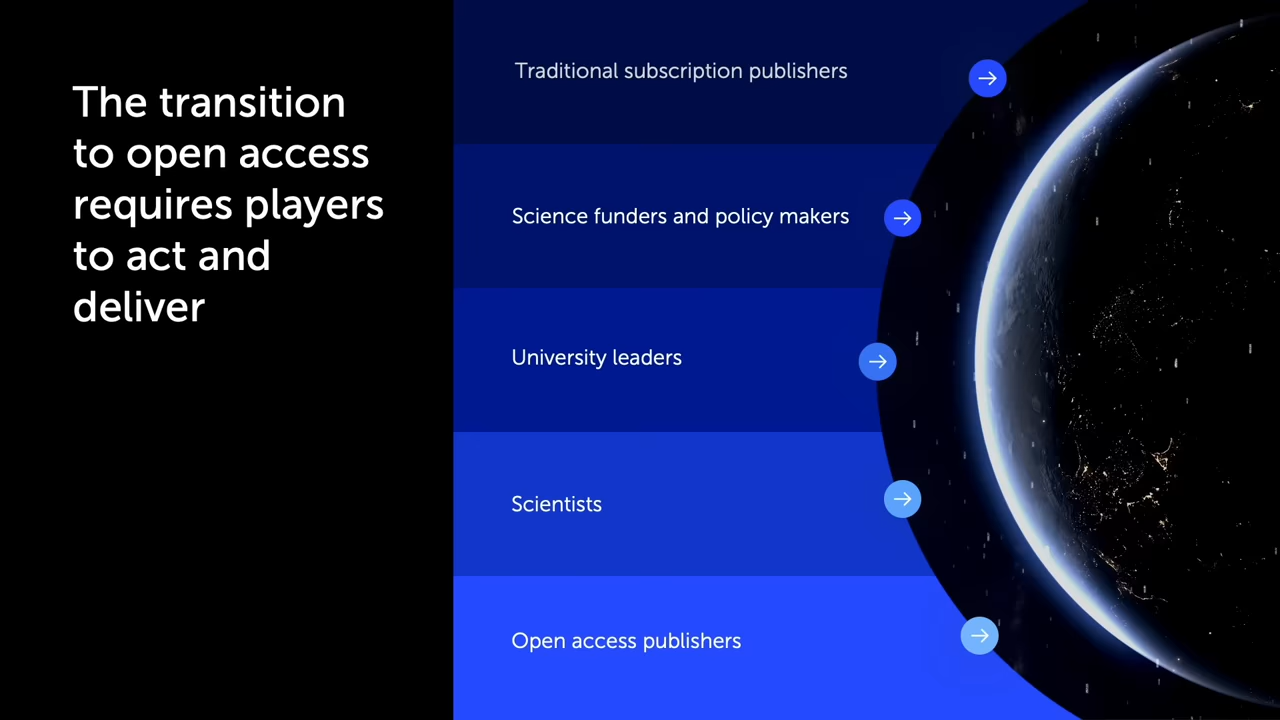 The transition
to open access
requires players
to act and
deliver
Traditional subscription publishers
Science funders and policy makers
University leaders
Scientists
Open access publishers